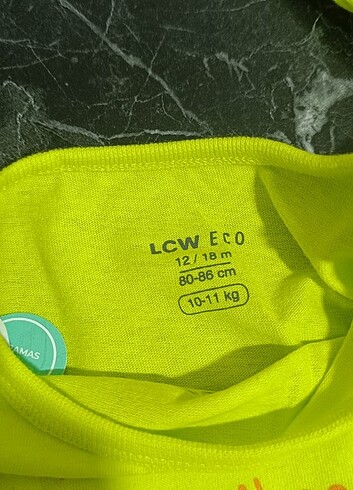 LCW ECO
12 / 18 m
80-86 cm
10-11 kg